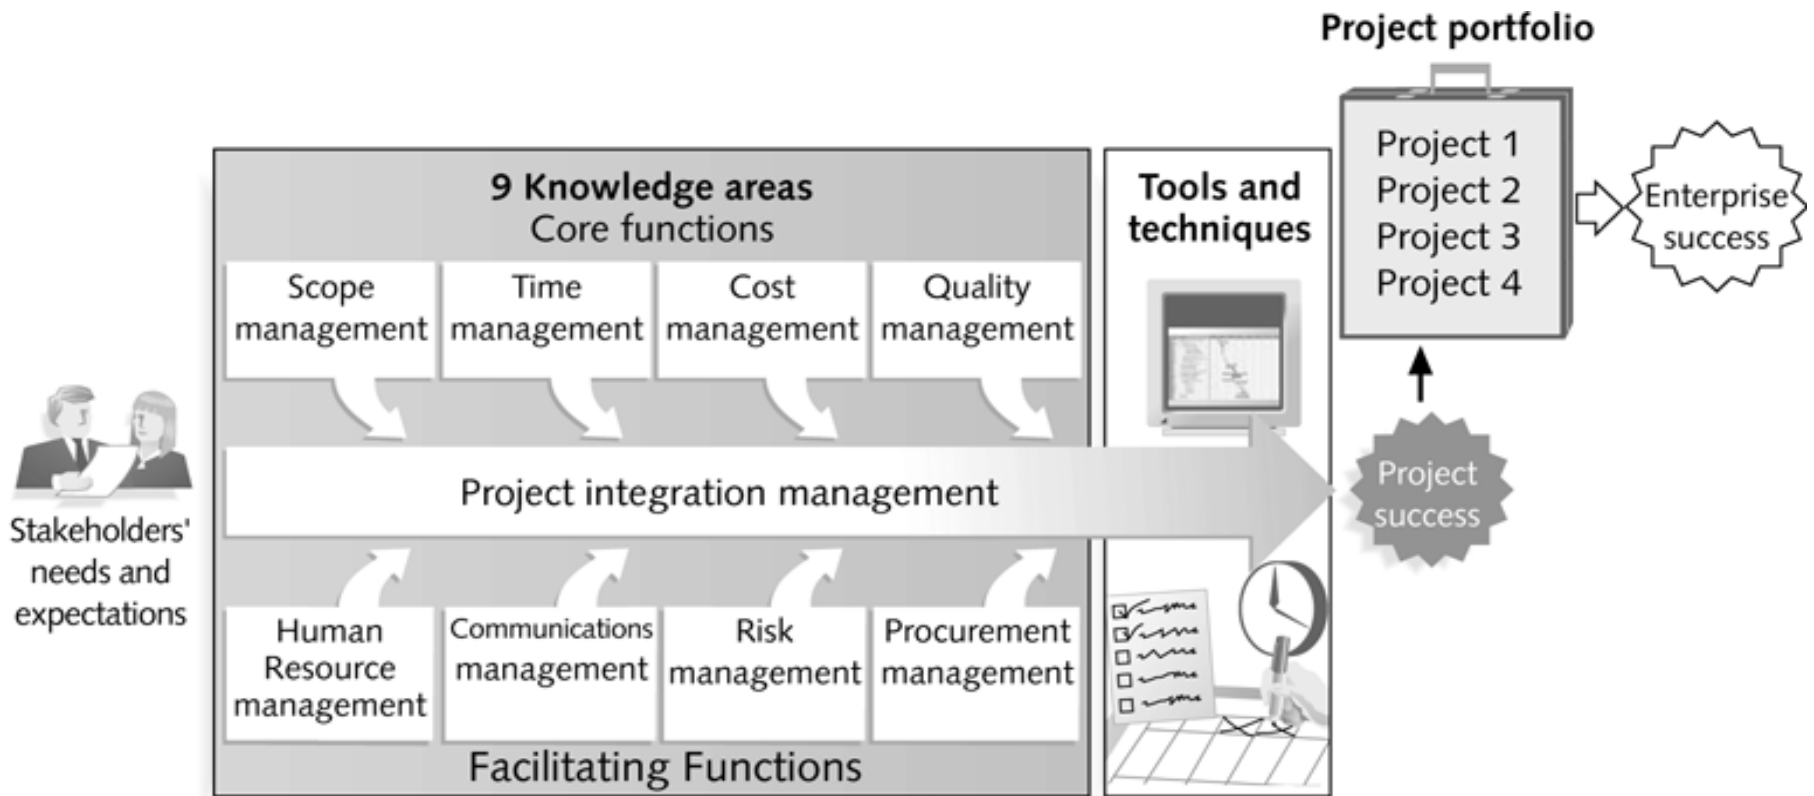 Project portfolio
Project 1
Project 2
Project 3
Project 4
Enterprise
success
9 Knowledge areas
Core functions
Tools and
techniques
Scope
management
Time
management
Cost
management
Quality
management
Stakeholders'
needs and
expectations
Project integration management
Project
success
Human
Resource
management
Communications
management
Risk
management
Procurement
management
Facilitating Functions